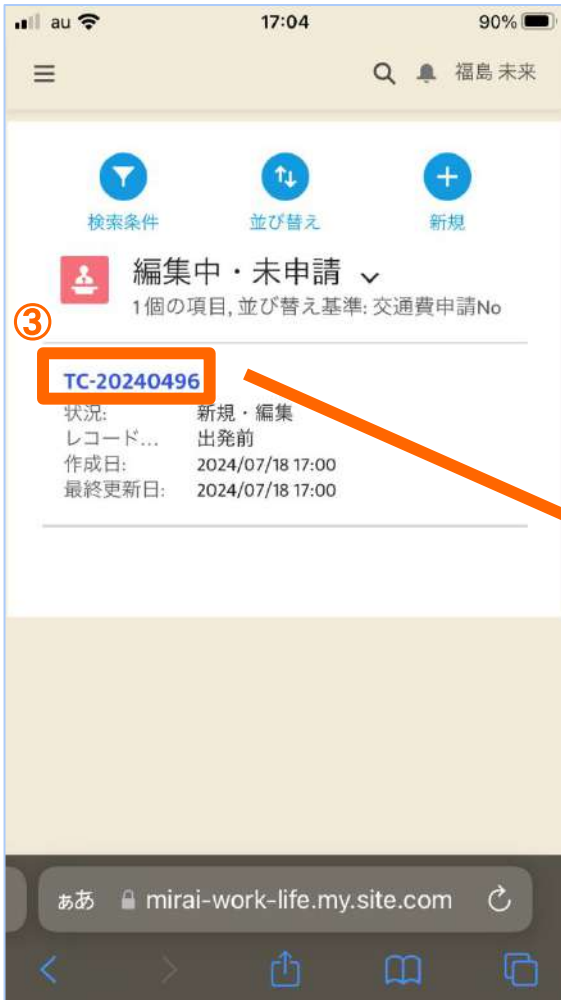 au 17:04 90%
福島 未来
検索条件 並び替え 新規
編集中・未申請
1個の項目, 並び替え基準: 交通費申請No
③
TC-20240496
状況: 新規・編集
レコード... 出発前
作成日: 2024/07/18 17:00
最終更新日: 2024/07/18 17:00
ぁあ mirai-work-life.my.site.com